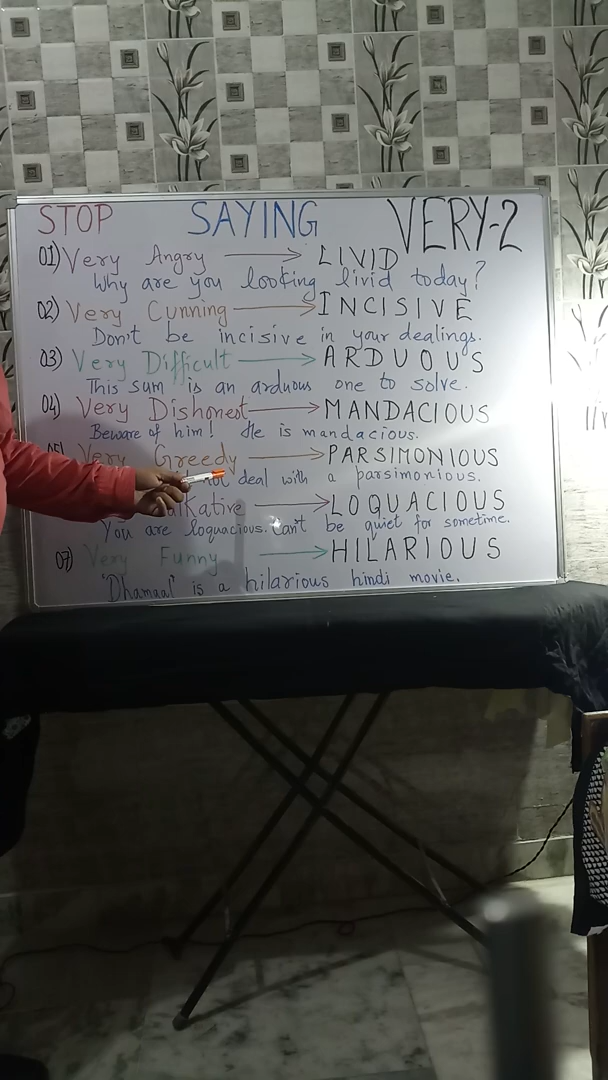 STOP SAYING VERY-2
01) Very Angry → LIVID
Why are you looking livid today?
02) Very Cunning → INCISIVE
Don't be incisive in your dealings.
03) Very Difficult → ARDUOUS
This sum is an arduous one to solve.
04) Very Dishonest → MANDACIOUS
Beware of him! He is mandacious.
05) Very Greedy → PARSIMONIOUS
not deal with a parsimonious.
alkative → LOQUACIOUS
You are loquacious. Can't be quiet for sometime.
07) Very Funny → HILARIOUS
"Dhamaal" is a hilarious hindi movie.